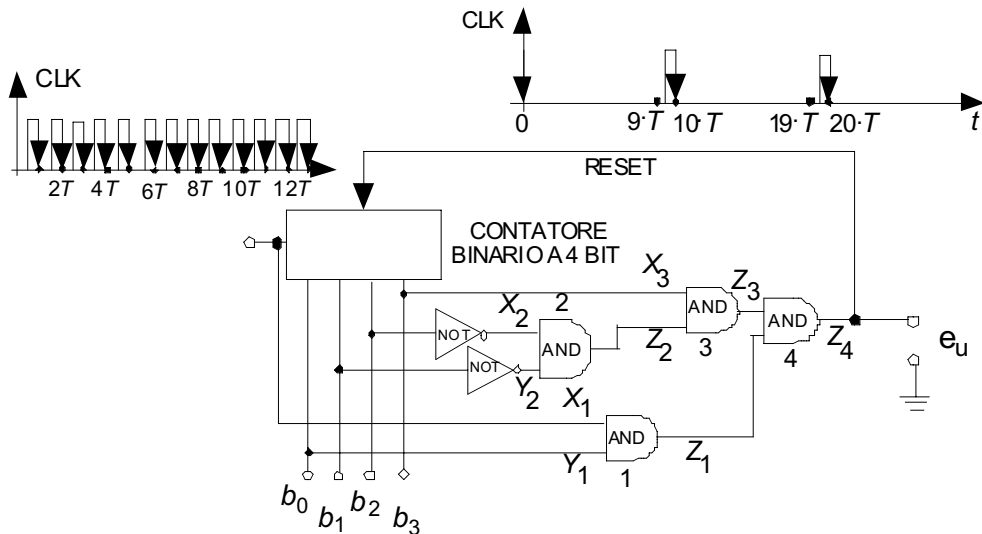 CLK
0
9·T
10·T
19·T
20·T
t
CLK
2T
4T
6T
8T
10T
12T
RESET
CONTATORE
BINARIO A 4 BIT
X3
Z3
X2
2
NOT
AND
AND
AND
Z2
3
4
Z4
eu
NOT
Y2
X1
AND
Y1
1
Z1
b0
b1
b2
b3